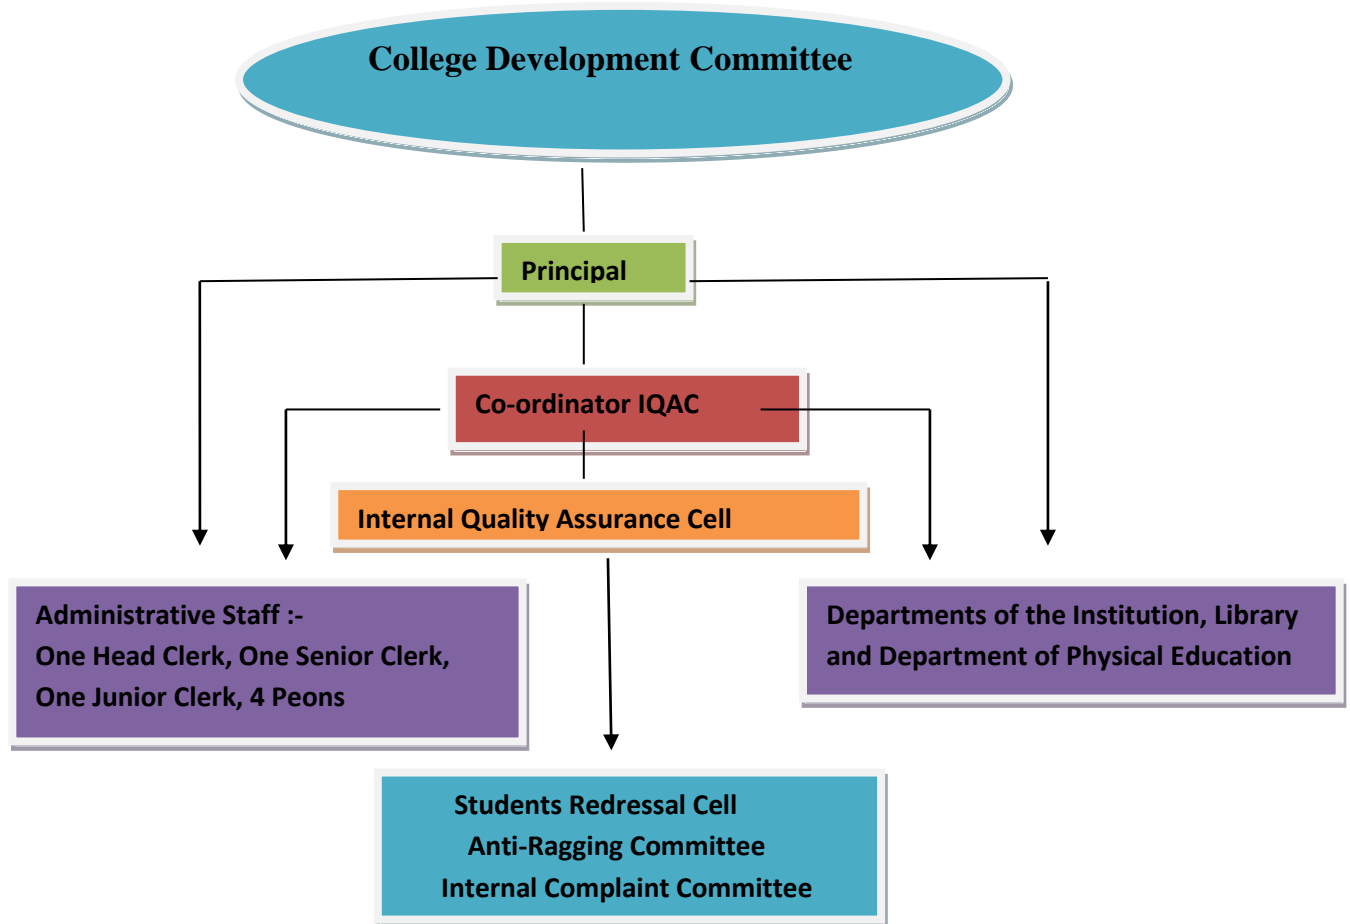 College Development Committee
Principal
Co-ordinator IQAC
Internal Quality Assurance Cell
Administrative Staff :-
One Head Clerk, One Senior Clerk,
One Junior Clerk, 4 Peons
Departments of the Institution, Library
and Department of Physical Education
Students Redressal Cell
Anti-Ragging Committee
Internal Complaint Committee